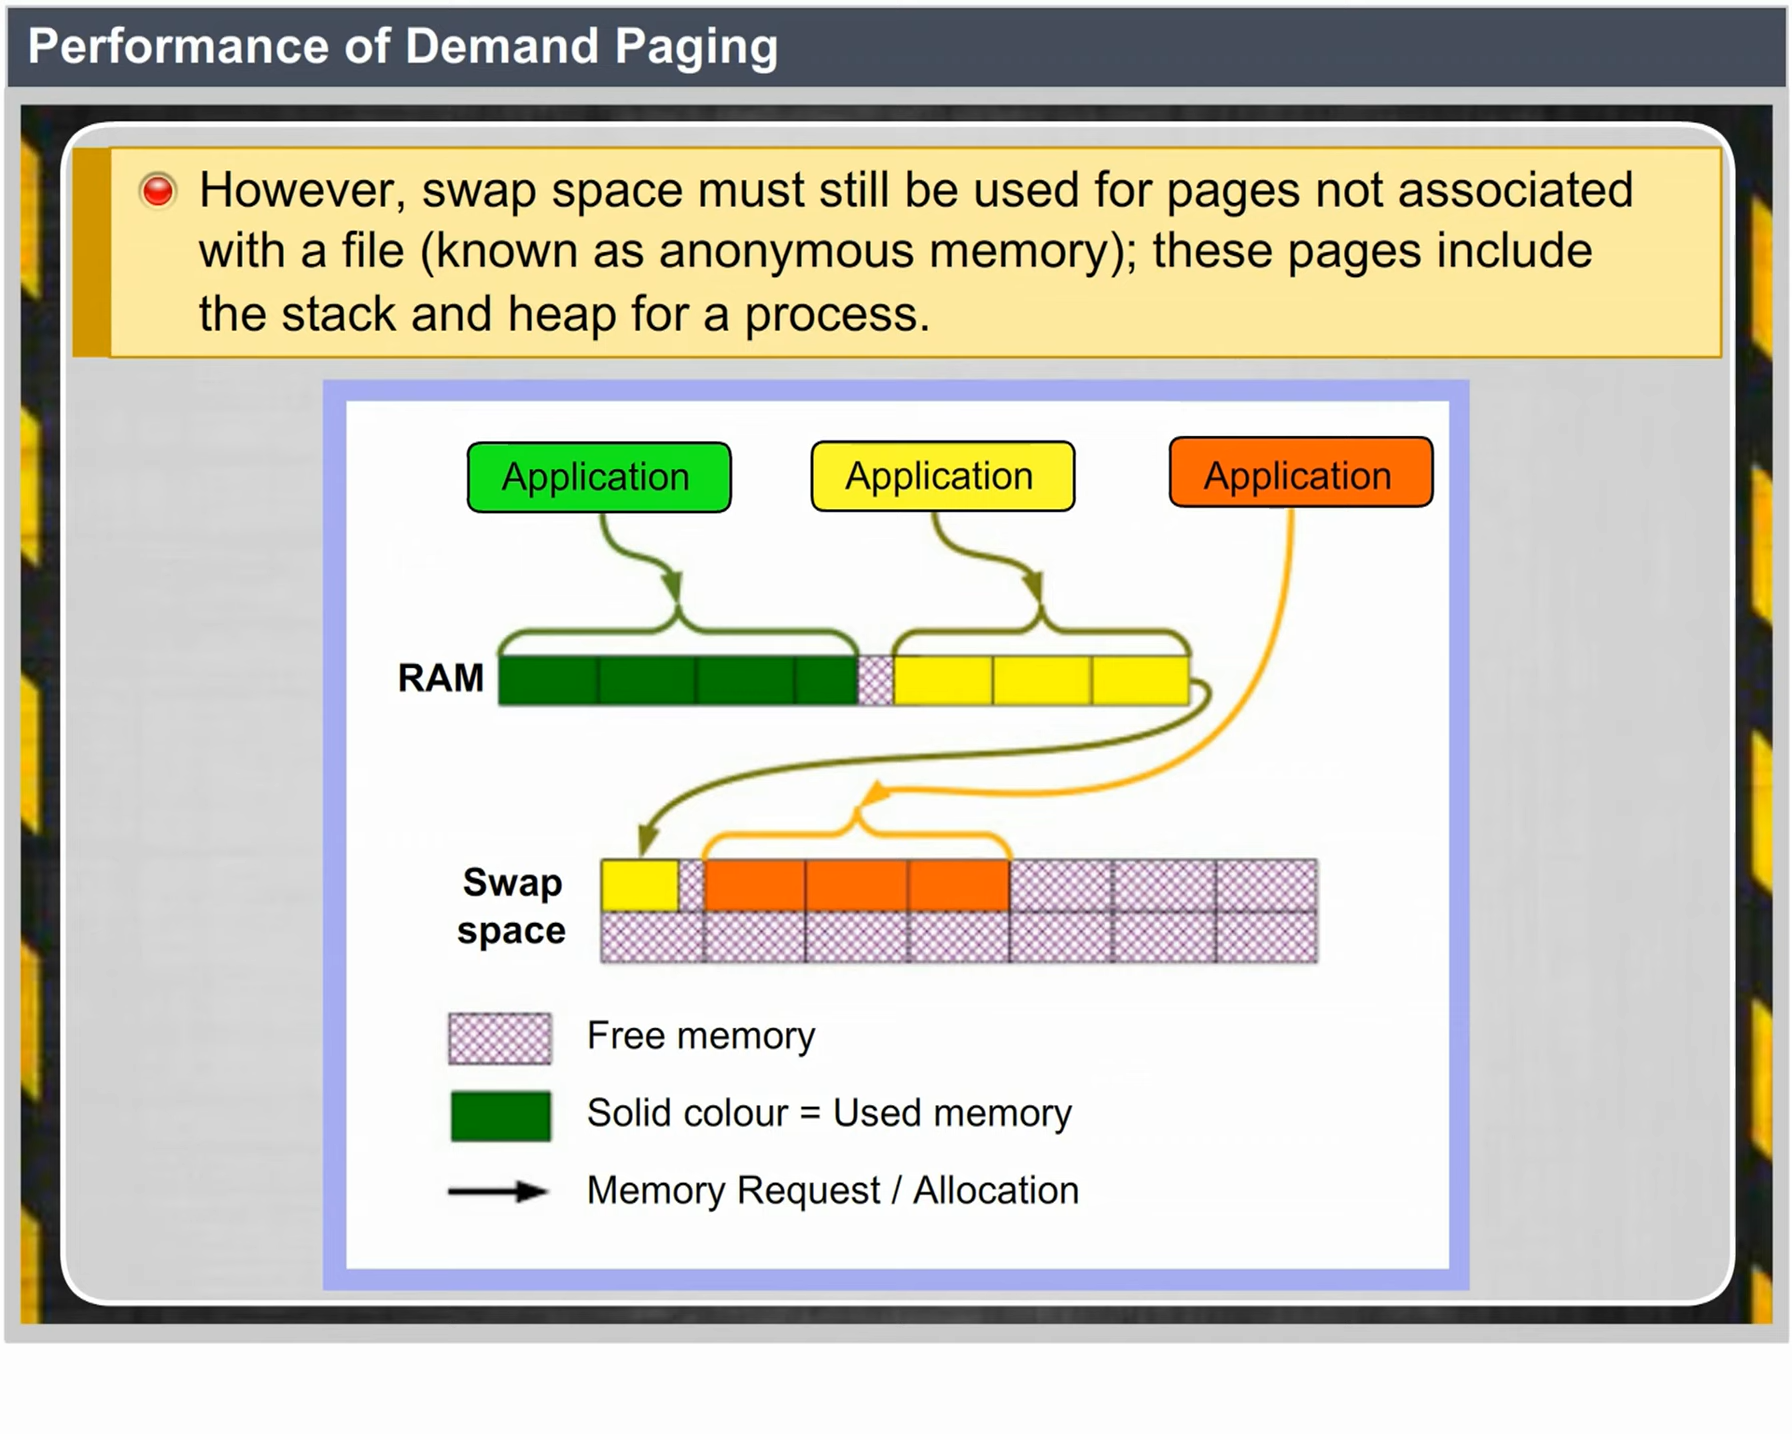 Performance of Demand Paging
However, swap space must still be used for pages not associated
with a file (known as anonymous memory); these pages include
the stack and heap for a process.
Application
Application
Application
RAM
Swap
space
Free memory
Solid colour = Used memory
Memory Request / Allocation